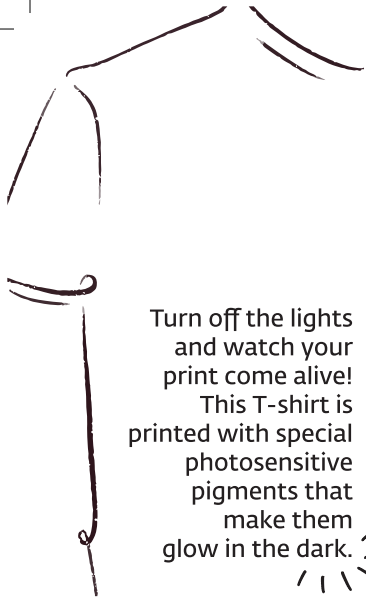 Turn off the lights
and watch your
print come alive!
This T-shirt is
printed with special
photosensitive
pigments that
make them
glow in the dark.